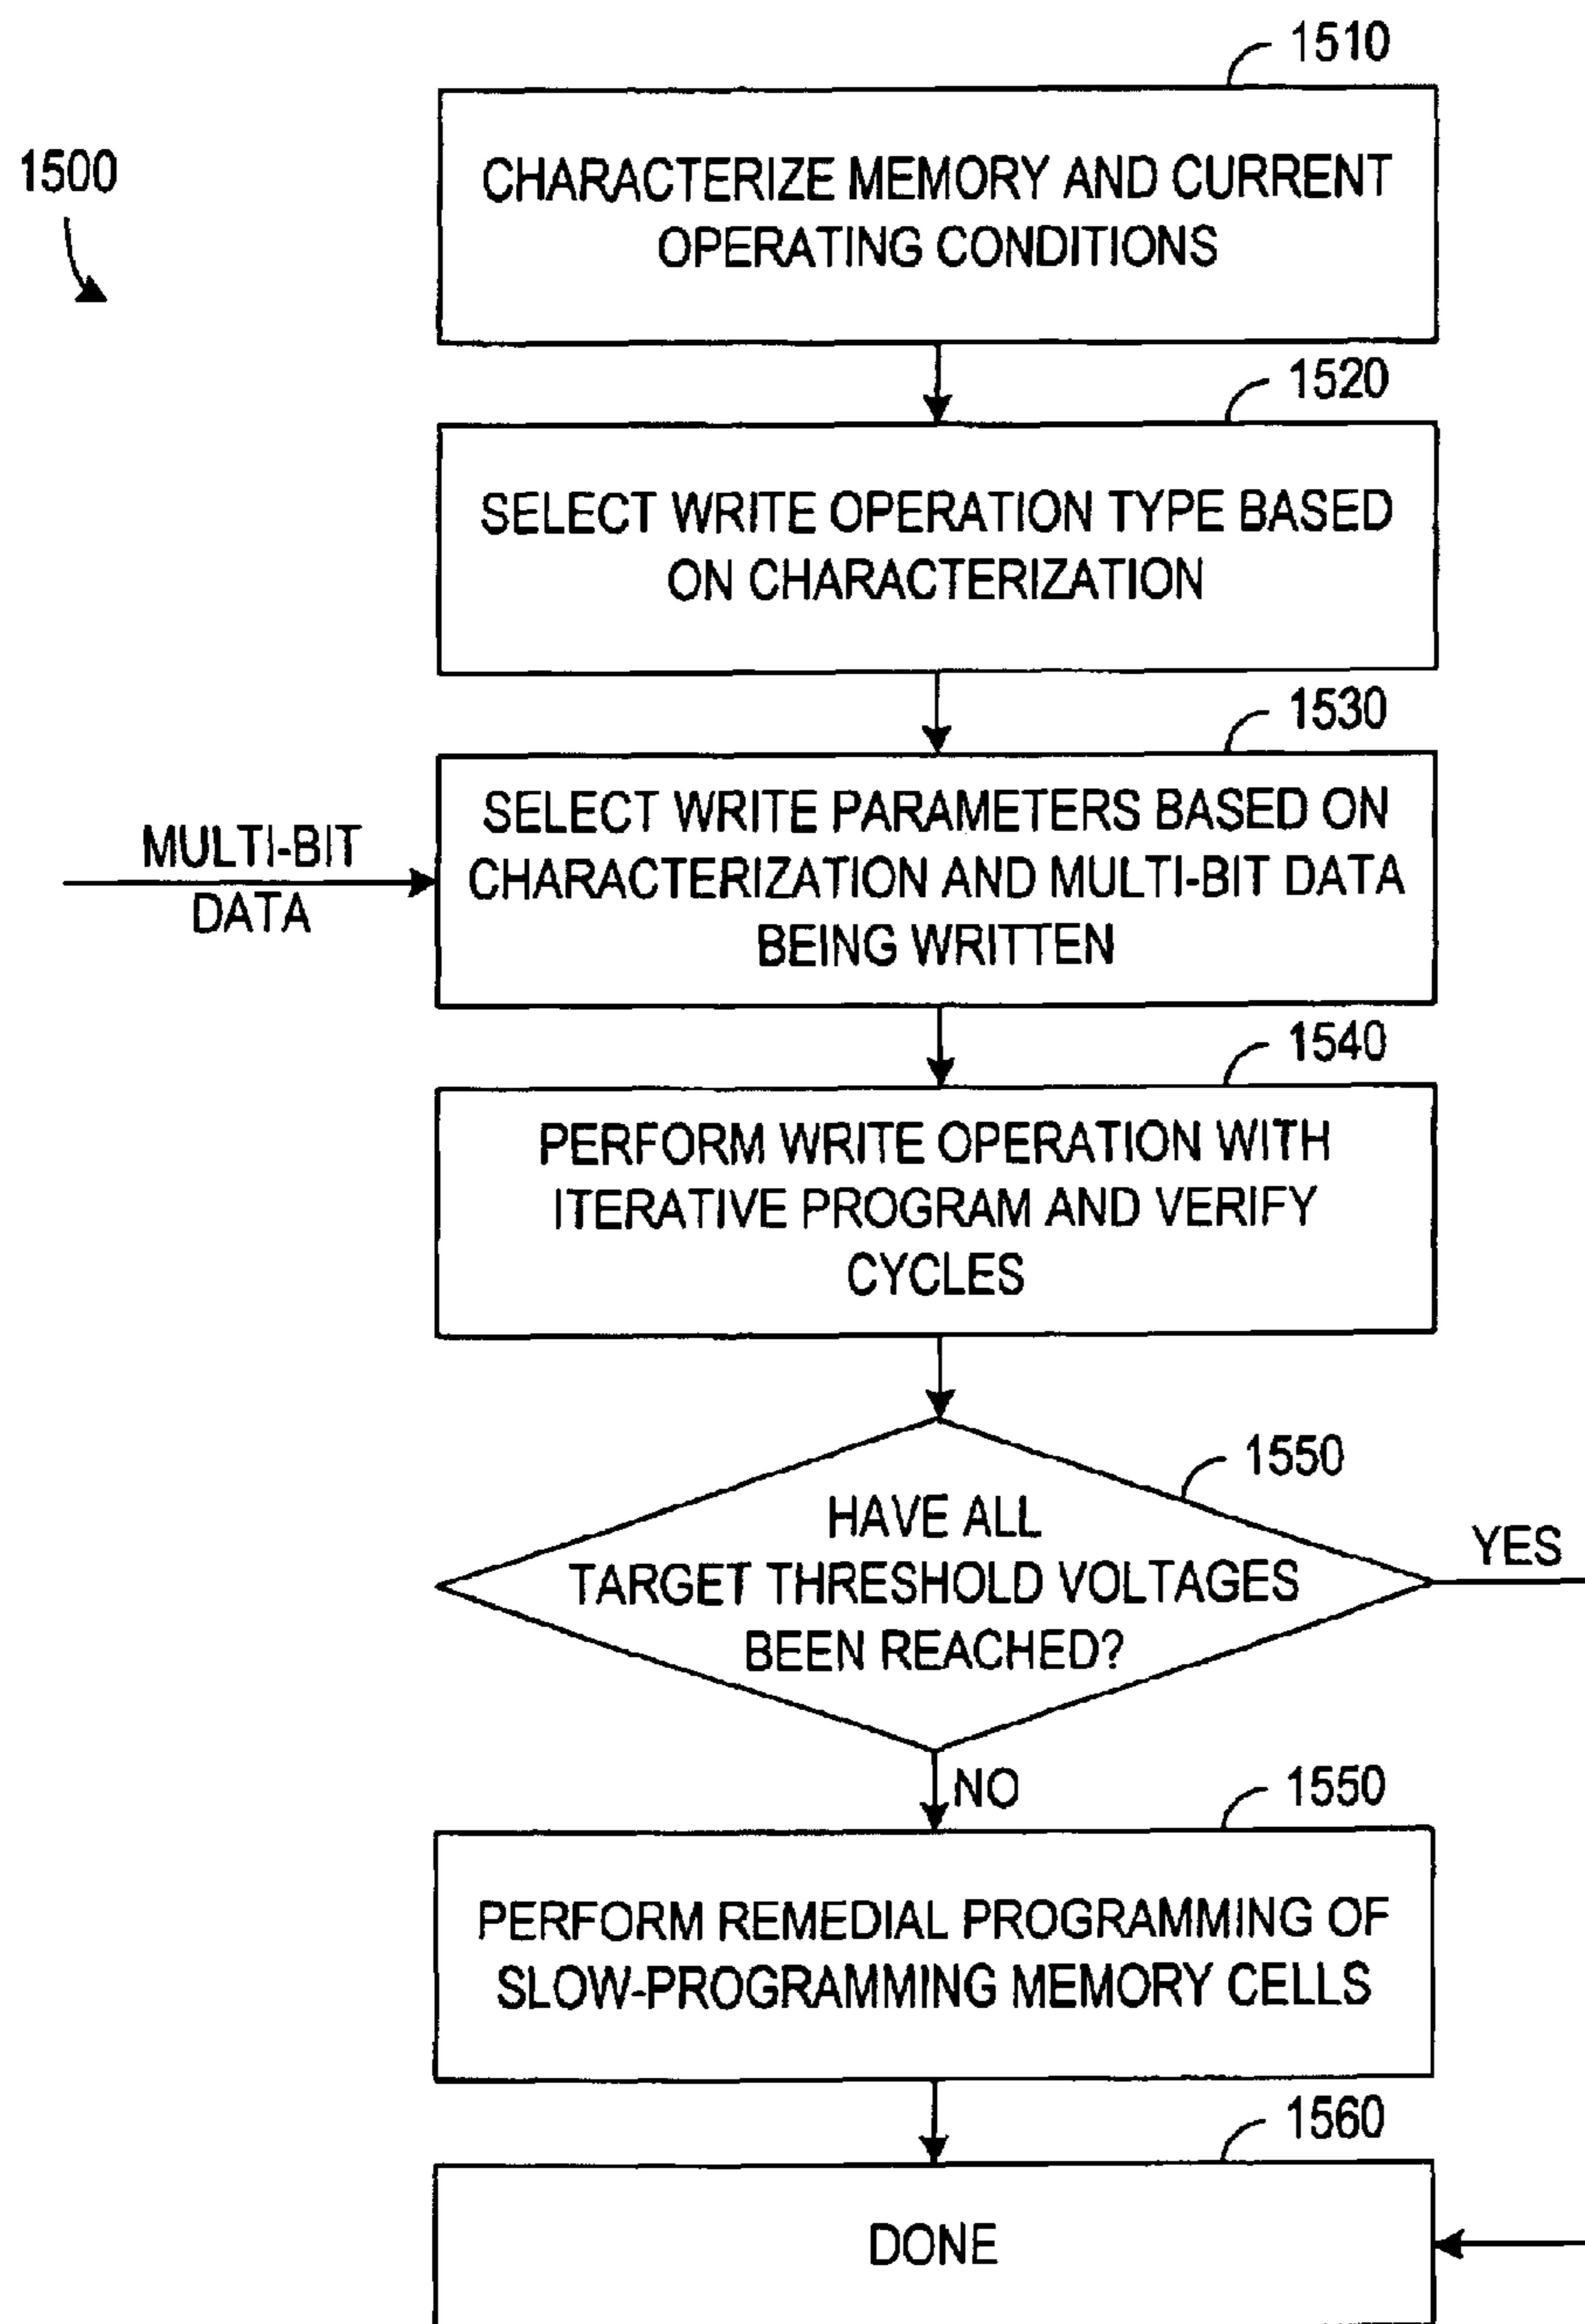 1510
1500
CHARACTERIZE MEMORY AND CURRENT
OPERATING CONDITIONS
1520
SELECT WRITE OPERATION TYPE BASED
ON CHARACTERIZATION
1530
MULTI-BIT
DATA
SELECT WRITE PARAMETERS BASED ON
CHARACTERIZATION AND MULTI-BIT DATA
BEING WRITTEN
1540
PERFORM WRITE OPERATION WITH
ITERATIVE PROGRAM AND VERIFY
CYCLES
1550
HAVE ALL
TARGET THRESHOLD VOLTAGES
BEEN REACHED?
YES
NO
1550
PERFORM REMEDIAL PROGRAMMING OF
SLOW-PROGRAMMING MEMORY CELLS
1560
DONE